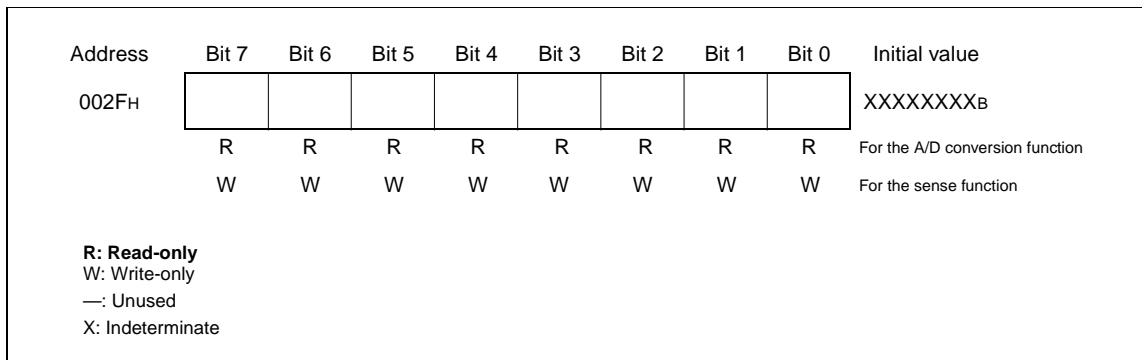 Address Bit 7 Bit 6 Bit 5 Bit 4 Bit 3 Bit 2 Bit 1 Bit 0 Initial value
002FH XXXXXXXXB
R R R R R R R R For the A/D conversion function
W W W W W W W W For the sense function
R: Read-only
W: Write-only
—: Unused
X: Indeterminate